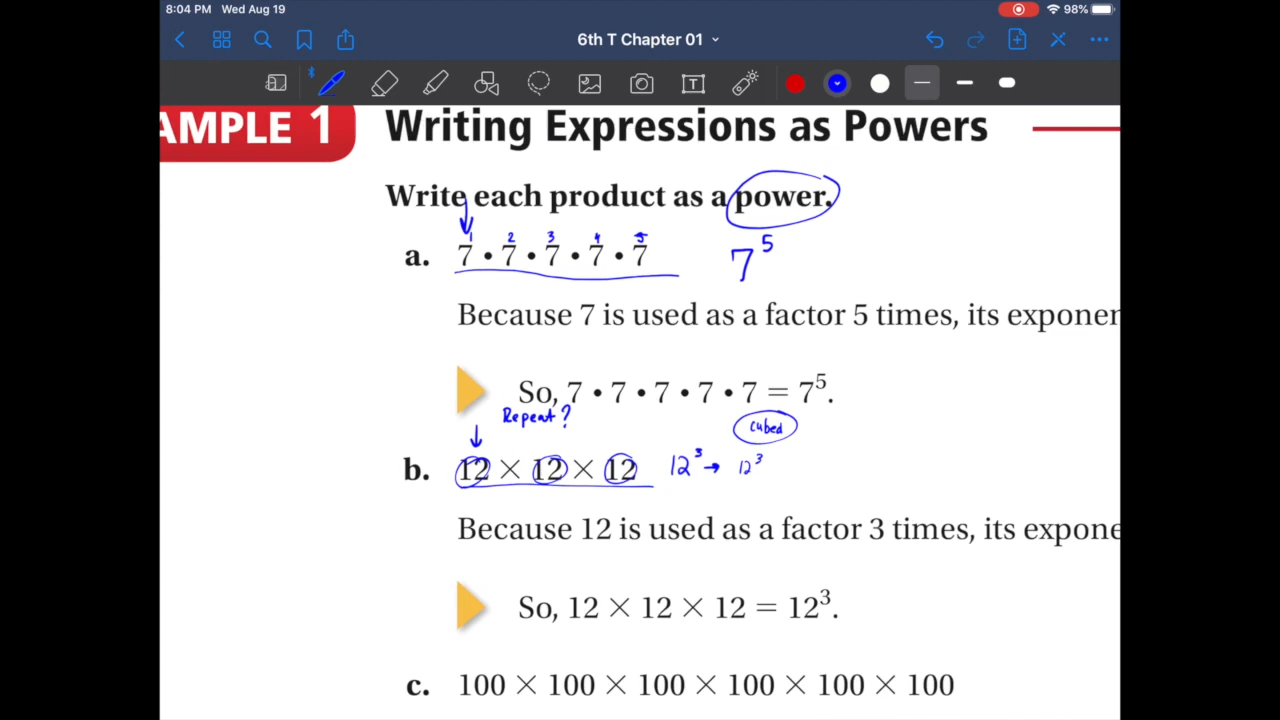 8:04 PM Wed Aug 19 98%
6th T Chapter 01
AMPLE 1 Writing Expressions as Powers
Write each product as a power.
1 2 3 4 5
a. 7 • 7 • 7 • 7 • 7 7⁵
Because 7 is used as a factor 5 times, its exponen
So, 7 • 7 • 7 • 7 • 7 = 7⁵.
Repeat? cubed
b. 12 × 12 × 12 12³ → 12³
Because 12 is used as a factor 3 times, its expone
So, 12 × 12 × 12 = 12³.
c. 100 × 100 × 100 × 100 × 100 × 100